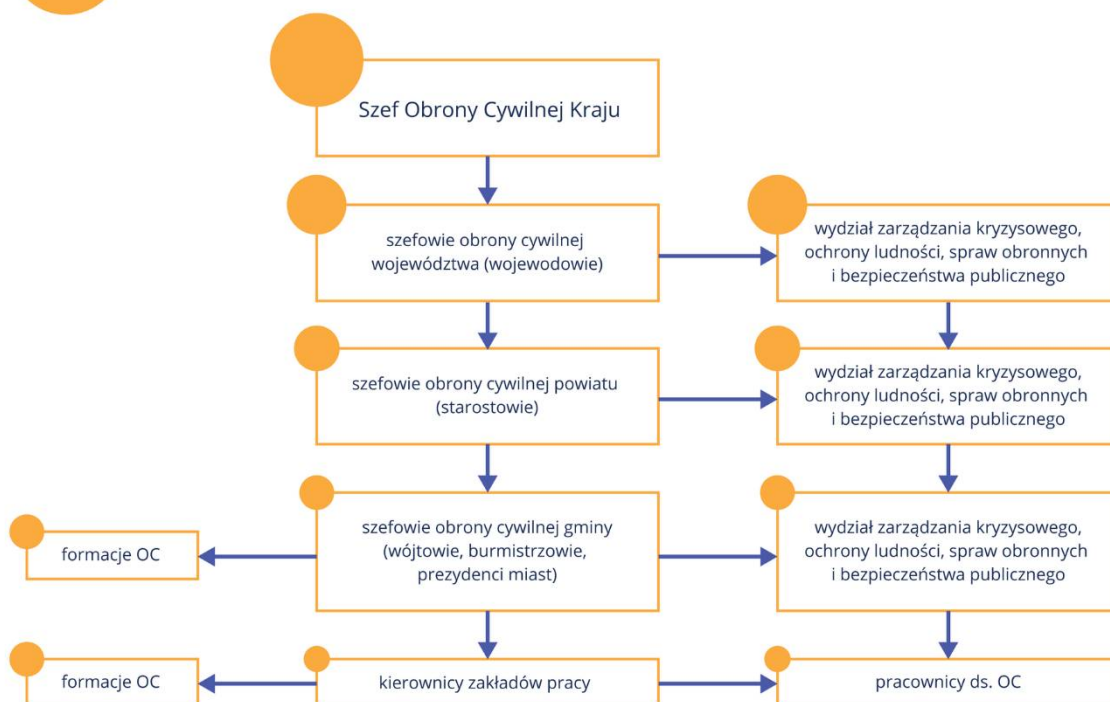 Szef Obrony Cywilnej Kraju
szefowie obrony cywilnej
województwa (wojewodowie)
wydział zarządzania kryzysowego,
ochrony ludności, spraw obronnych
i bezpieczeństwa publicznego
szefowie obrony cywilnej powiatu
(starostowie)
wydział zarządzania kryzysowego,
ochrony ludności, spraw obronnych
i bezpieczeństwa publicznego
formacje OC
szefowie obrony cywilnej gminy
(wójtowie, burmistrzowie,
prezydenci miast)
wydział zarządzania kryzysowego,
ochrony ludności, spraw obronnych
i bezpieczeństwa publicznego
formacje OC
kierownicy zakładów pracy
pracownicy ds. OC